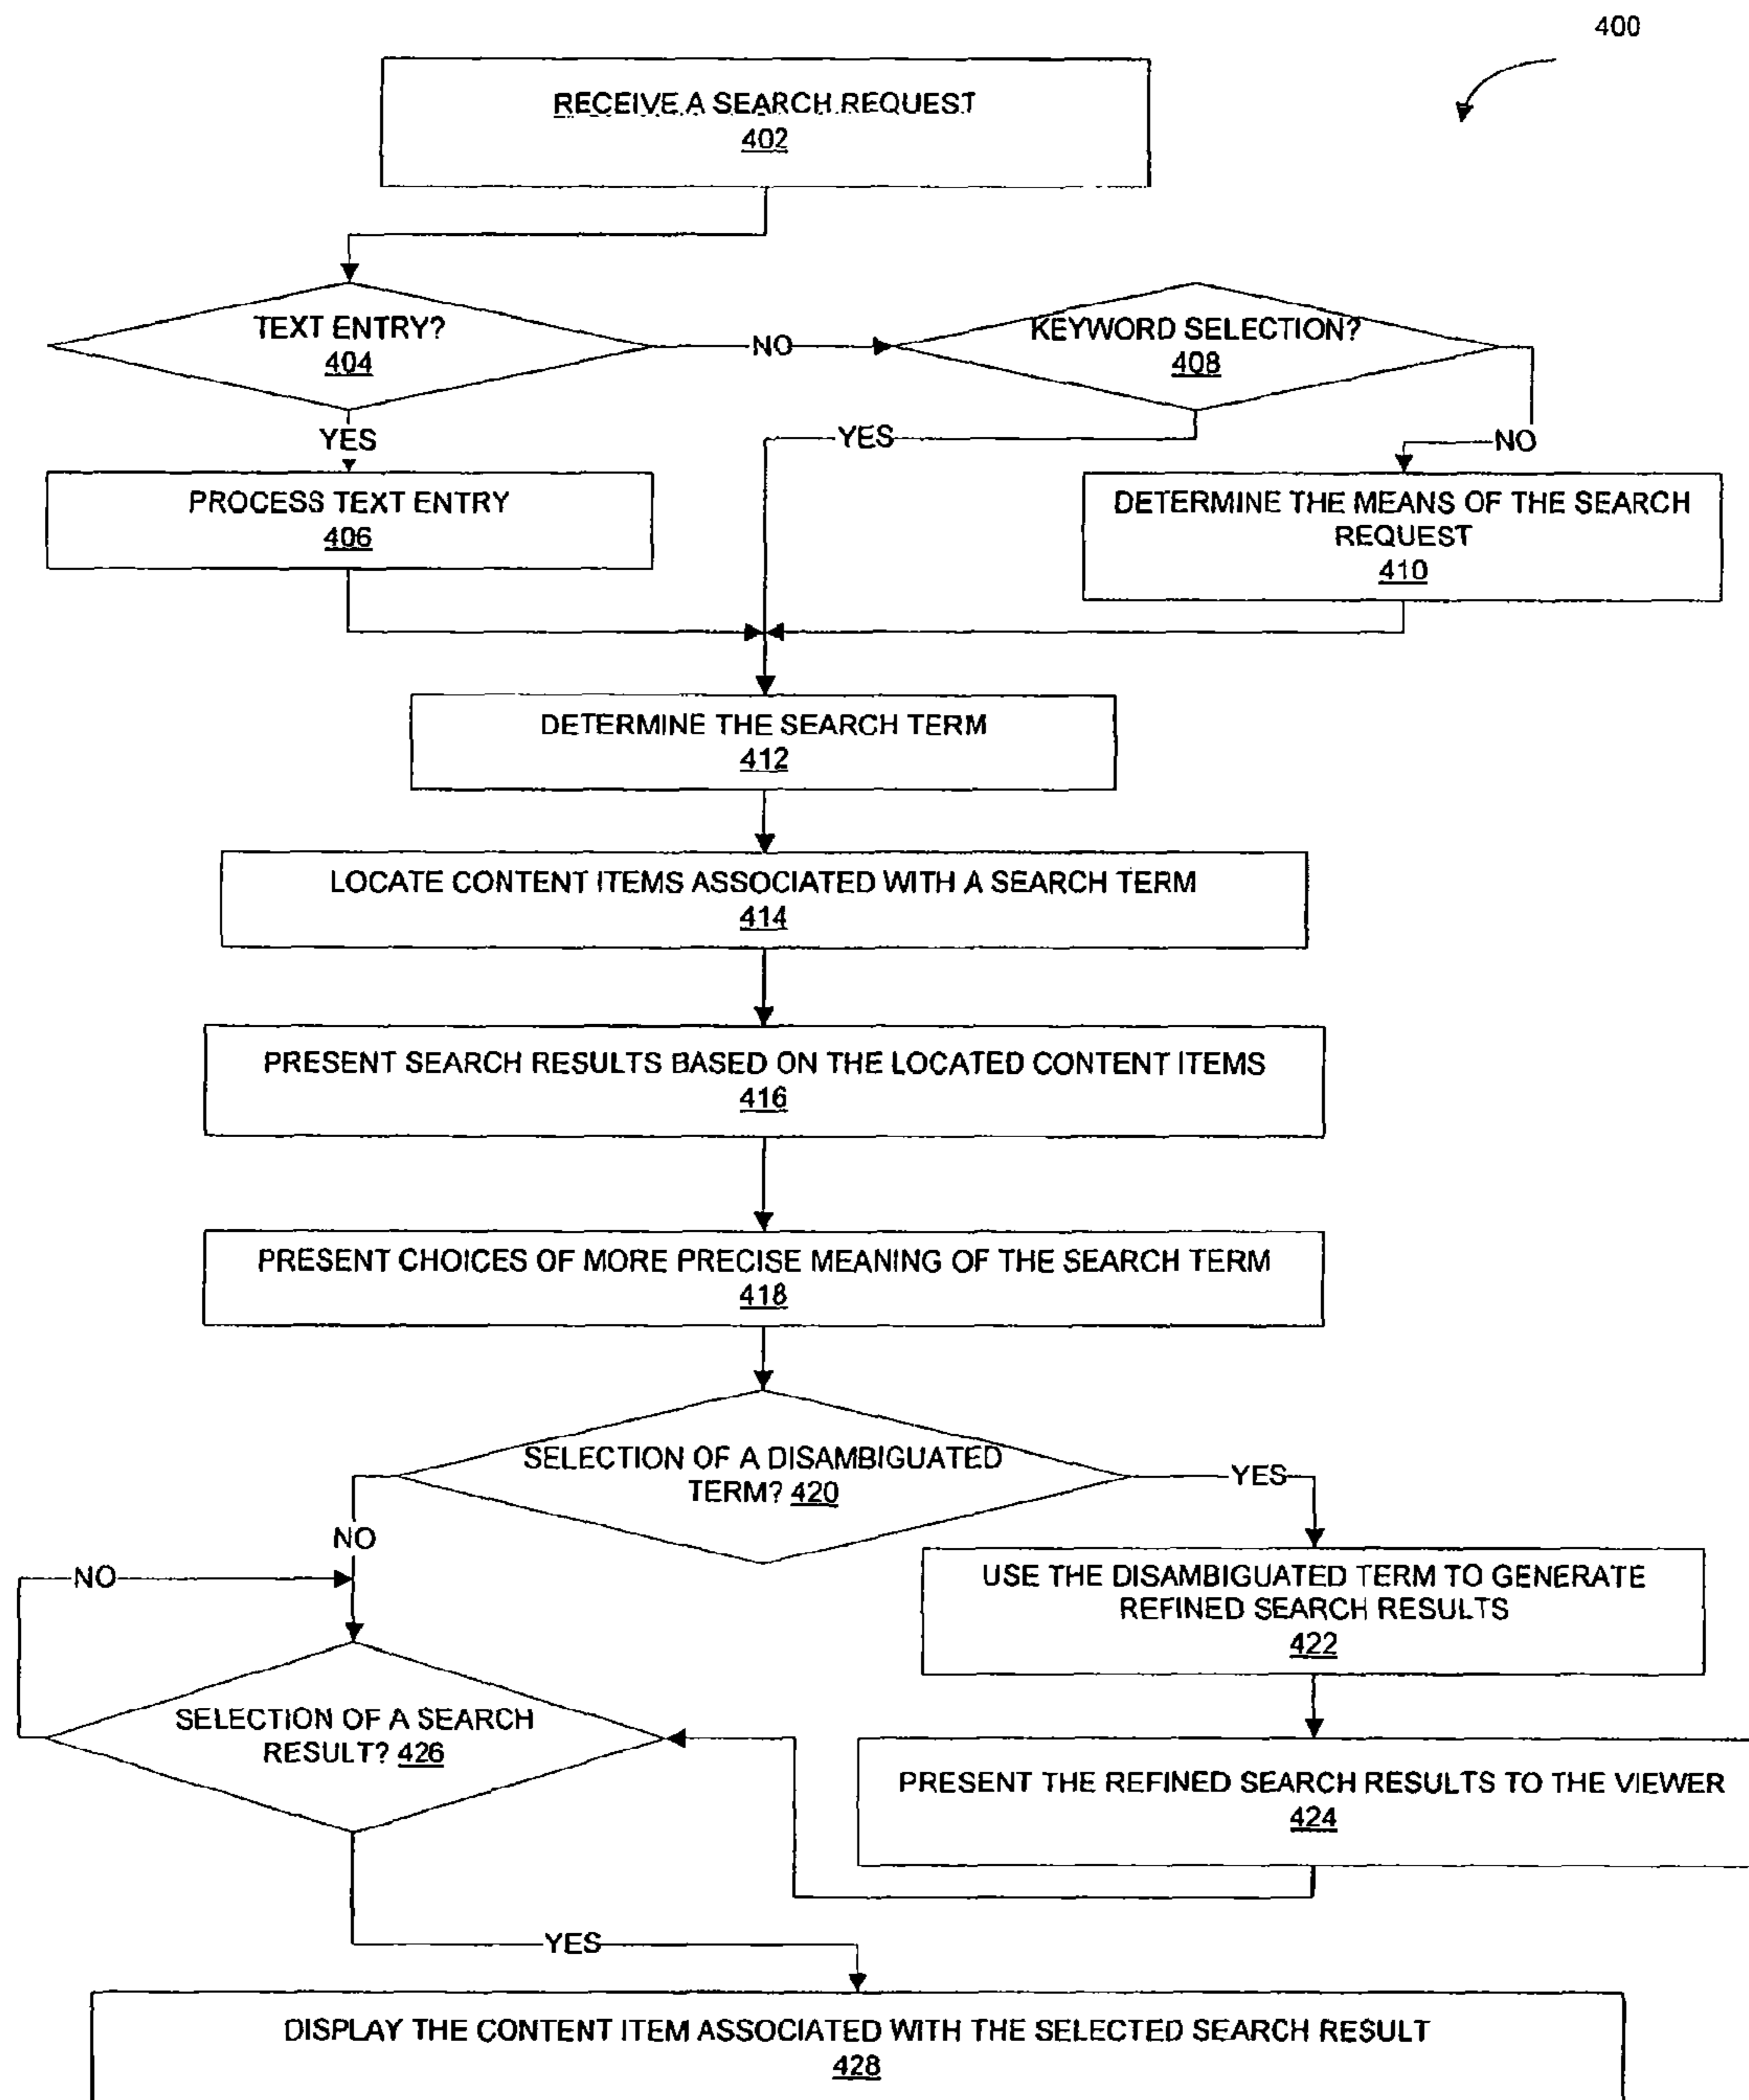 400
RECEIVE A SEARCH REQUEST
402
TEXT ENTRY?
404
NO
KEYWORD SELECTION?
408
YES
YES
NO
PROCESS TEXT ENTRY
406
DETERMINE THE MEANS OF THE SEARCH
REQUEST
410
DETERMINE THE SEARCH TERM
412
LOCATE CONTENT ITEMS ASSOCIATED WITH A SEARCH TERM
414
PRESENT SEARCH RESULTS BASED ON THE LOCATED CONTENT ITEMS
416
PRESENT CHOICES OF MORE PRECISE MEANING OF THE SEARCH TERM
418
SELECTION OF A DISAMBIGUATED
TERM? 420
YES
NO
NO
USE THE DISAMBIGUATED TERM TO GENERATE
REFINED SEARCH RESULTS
422
SELECTION OF A SEARCH
RESULT? 426
PRESENT THE REFINED SEARCH RESULTS TO THE VIEWER
424
YES
DISPLAY THE CONTENT ITEM ASSOCIATED WITH THE SELECTED SEARCH RESULT
428